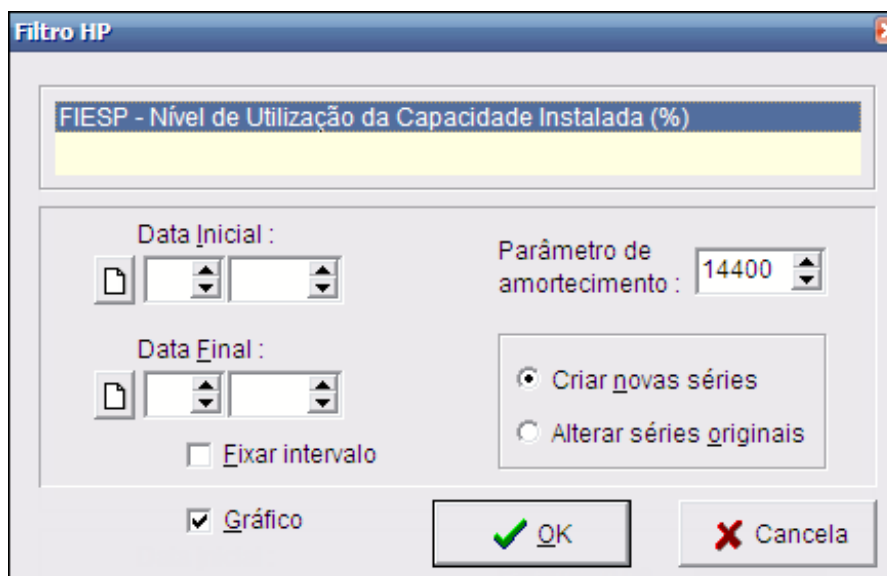 Filtro HP
FIESP - Nível de Utilização da Capacidade Instalada (%)
Data Inicial :
Parâmetro de
amortecimento :
14400
Data Final :
Criar novas séries
Alterar séries originais
Fixar intervalo
Gráfico
OK
Cancela